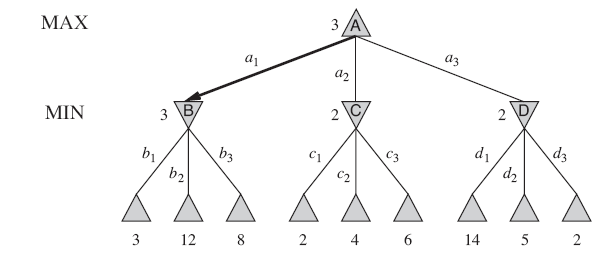 MAX 3 A
a1 a2 a3
MIN 3 B 2 C 2 D
b1 b2 b3 c1 c2 c3 d1 d2 d3
3 12 8 2 4 6 14 5 2